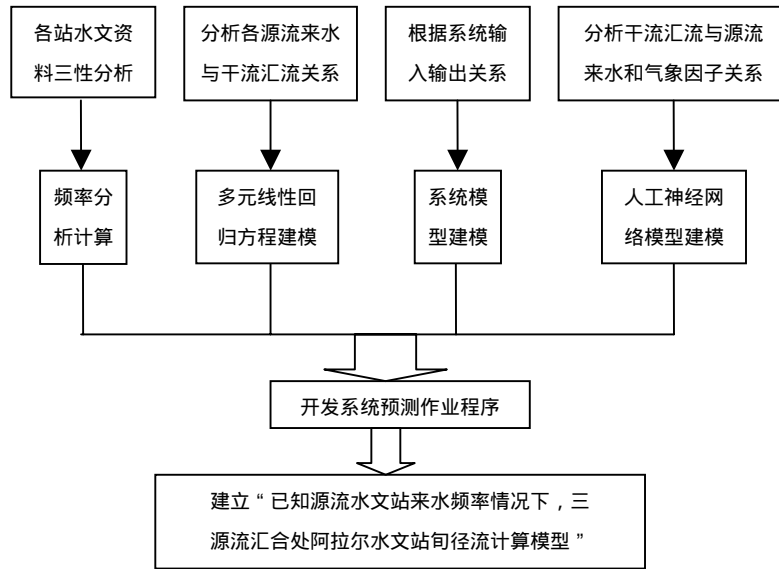 各站水文资
料三性分析
分析各源流来水
与干流汇流关系
根据系统输
入输出关系
分析干流汇流与源流
来水和气象因子关系
频率分
析计算
多元线性回
归方程建模
系统模
型建模
人工神经网
络模型建模
开发系统预测作业程序
建立“已知源流水文站来水频率情况下，三
源流汇合处阿拉尔水文站旬径流计算模型”